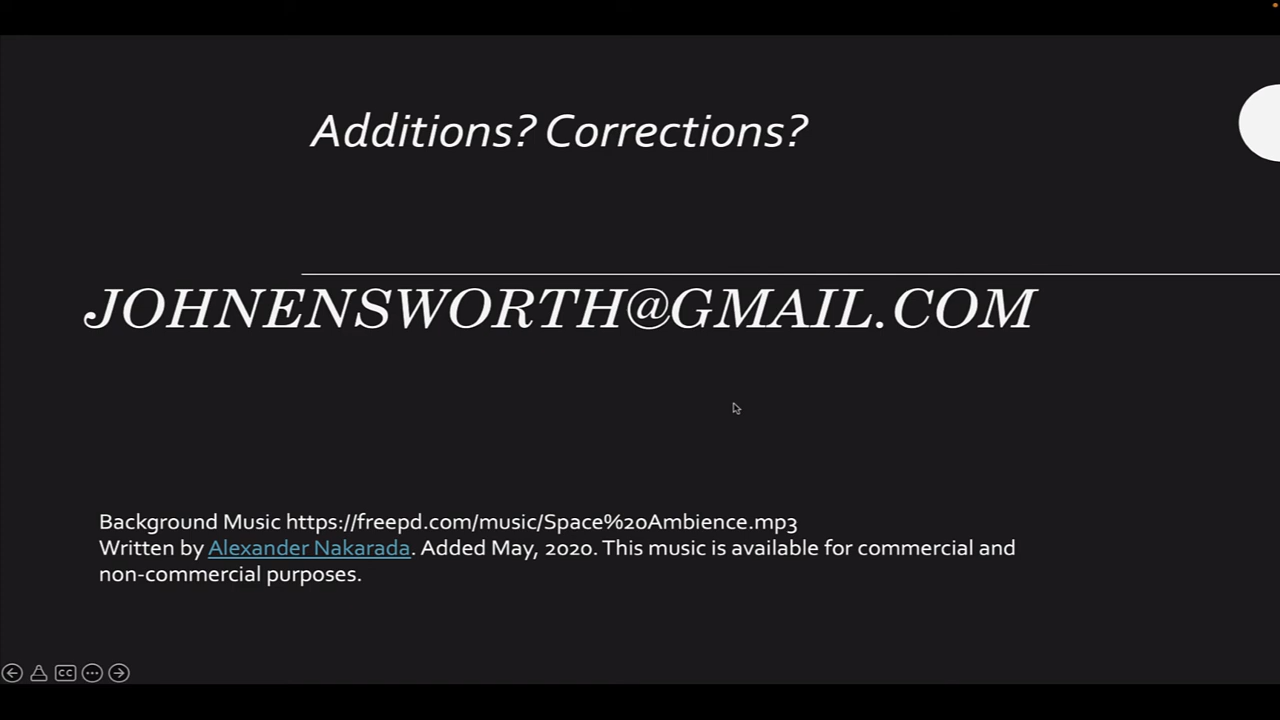 Additions? Corrections?
JOHNENSWORTH@GMAIL.COM
Background Music https://freepd.com/music/Space%20Ambience.mp3
Written by Alexander Nakarada. Added May, 2020. This music is available for commercial and
non-commercial purposes.
CC